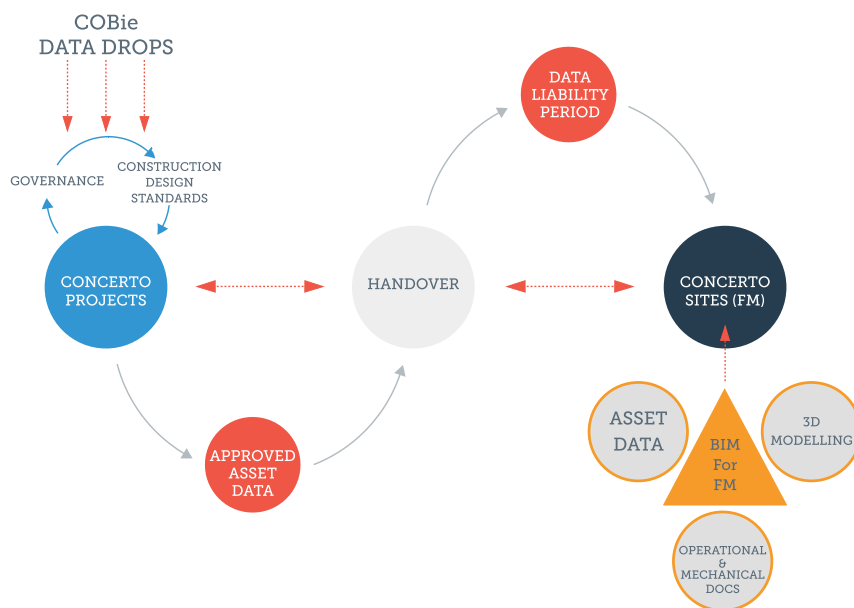 COBie
DATA DROPS
GOVERNANCE
CONSTRUCTION
DESIGN
STANDARDS
CONCERTO
PROJECTS
APPROVED
ASSET
DATA
HANDOVER
DATA
LIABILITY
PERIOD
CONCERTO
SITES (FM)
ASSET
DATA
BIM
For
FM
3D
MODELLING
OPERATIONAL
&
MECHANICAL
DOCS